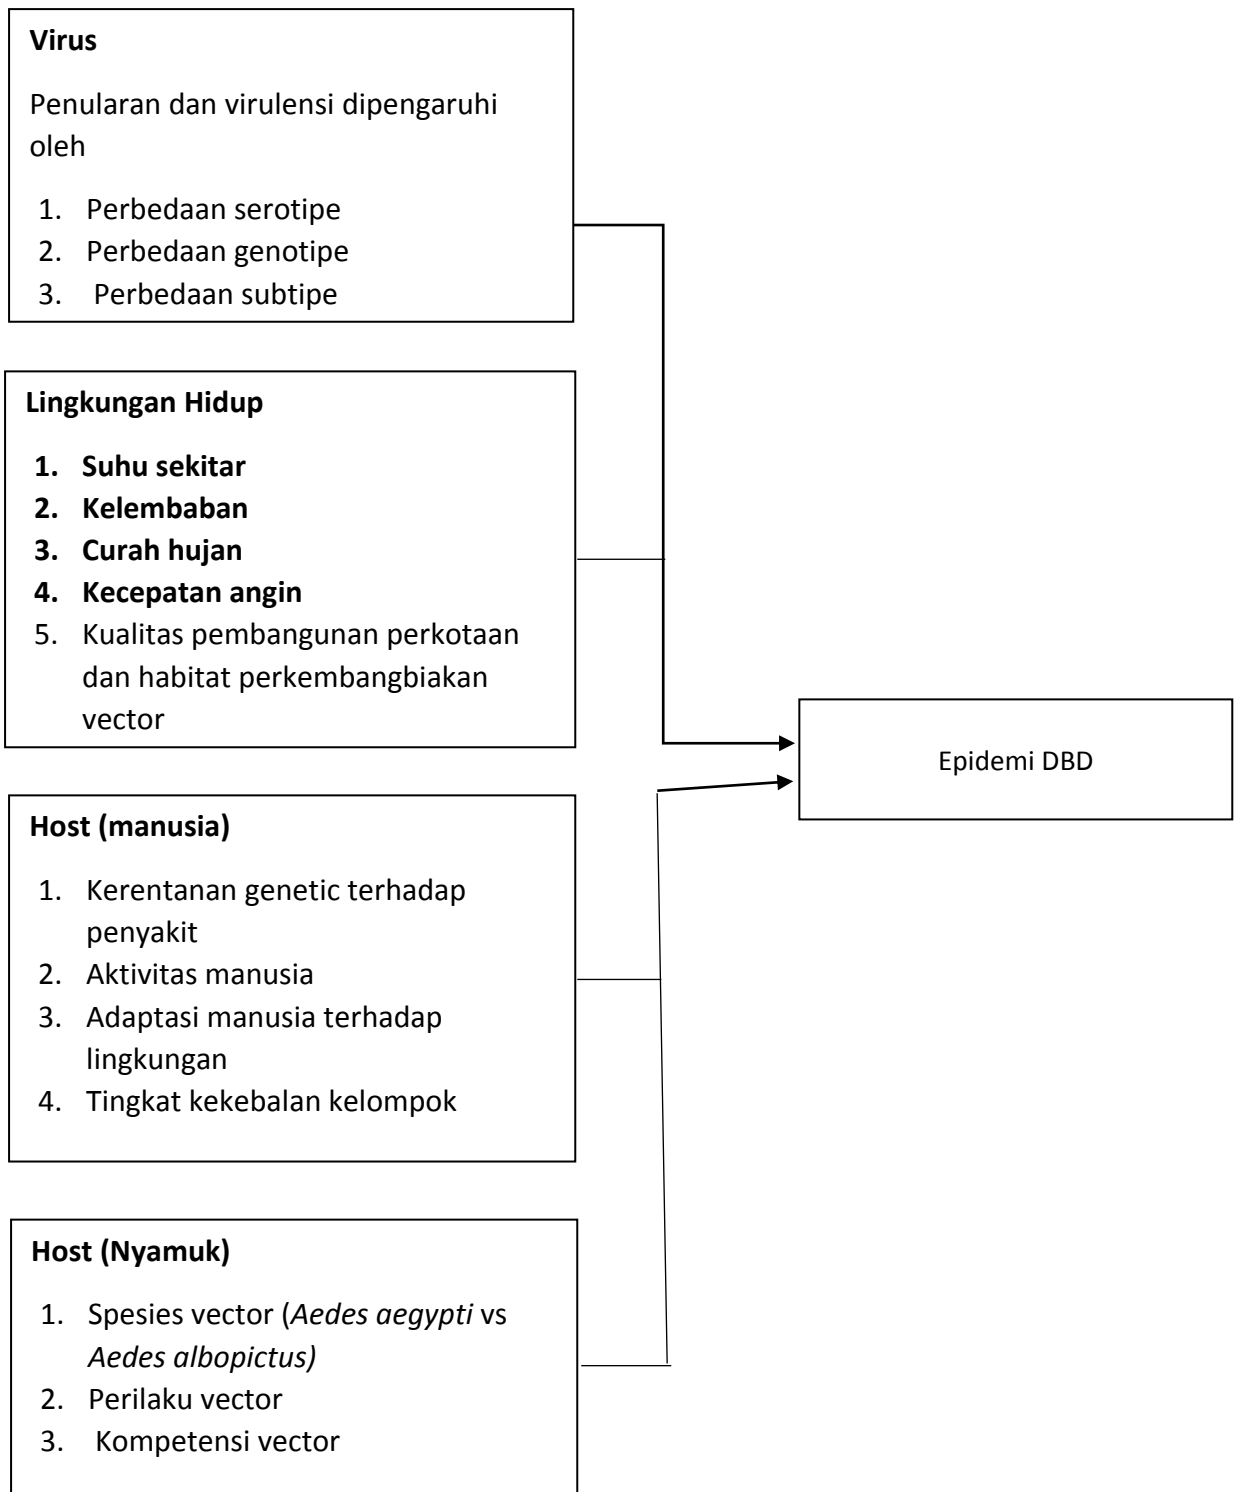 Virus
Penularan dan virulensi dipengaruhi
oleh
1. Perbedaan serotipe
2. Perbedaan genotipe
3. Perbedaan subtipe
Lingkungan Hidup
1. Suhu sekitar
2. Kelembaban
3. Curah hujan
4. Kecepatan angin
5. Kualitas pembangunan perkotaan
dan habitat perkembangbiakan
vector
Epidemi DBD
Host (manusia)
1. Kerentanan genetic terhadap
penyakit
2. Aktivitas manusia
3. Adaptasi manusia terhadap
lingkungan
4. Tingkat kekebalan kelompok
Host (Nyamuk)
1. Spesies vector (Aedes aegypti vs
Aedes albopictus)
2. Perilaku vector
3. Kompetensi vector